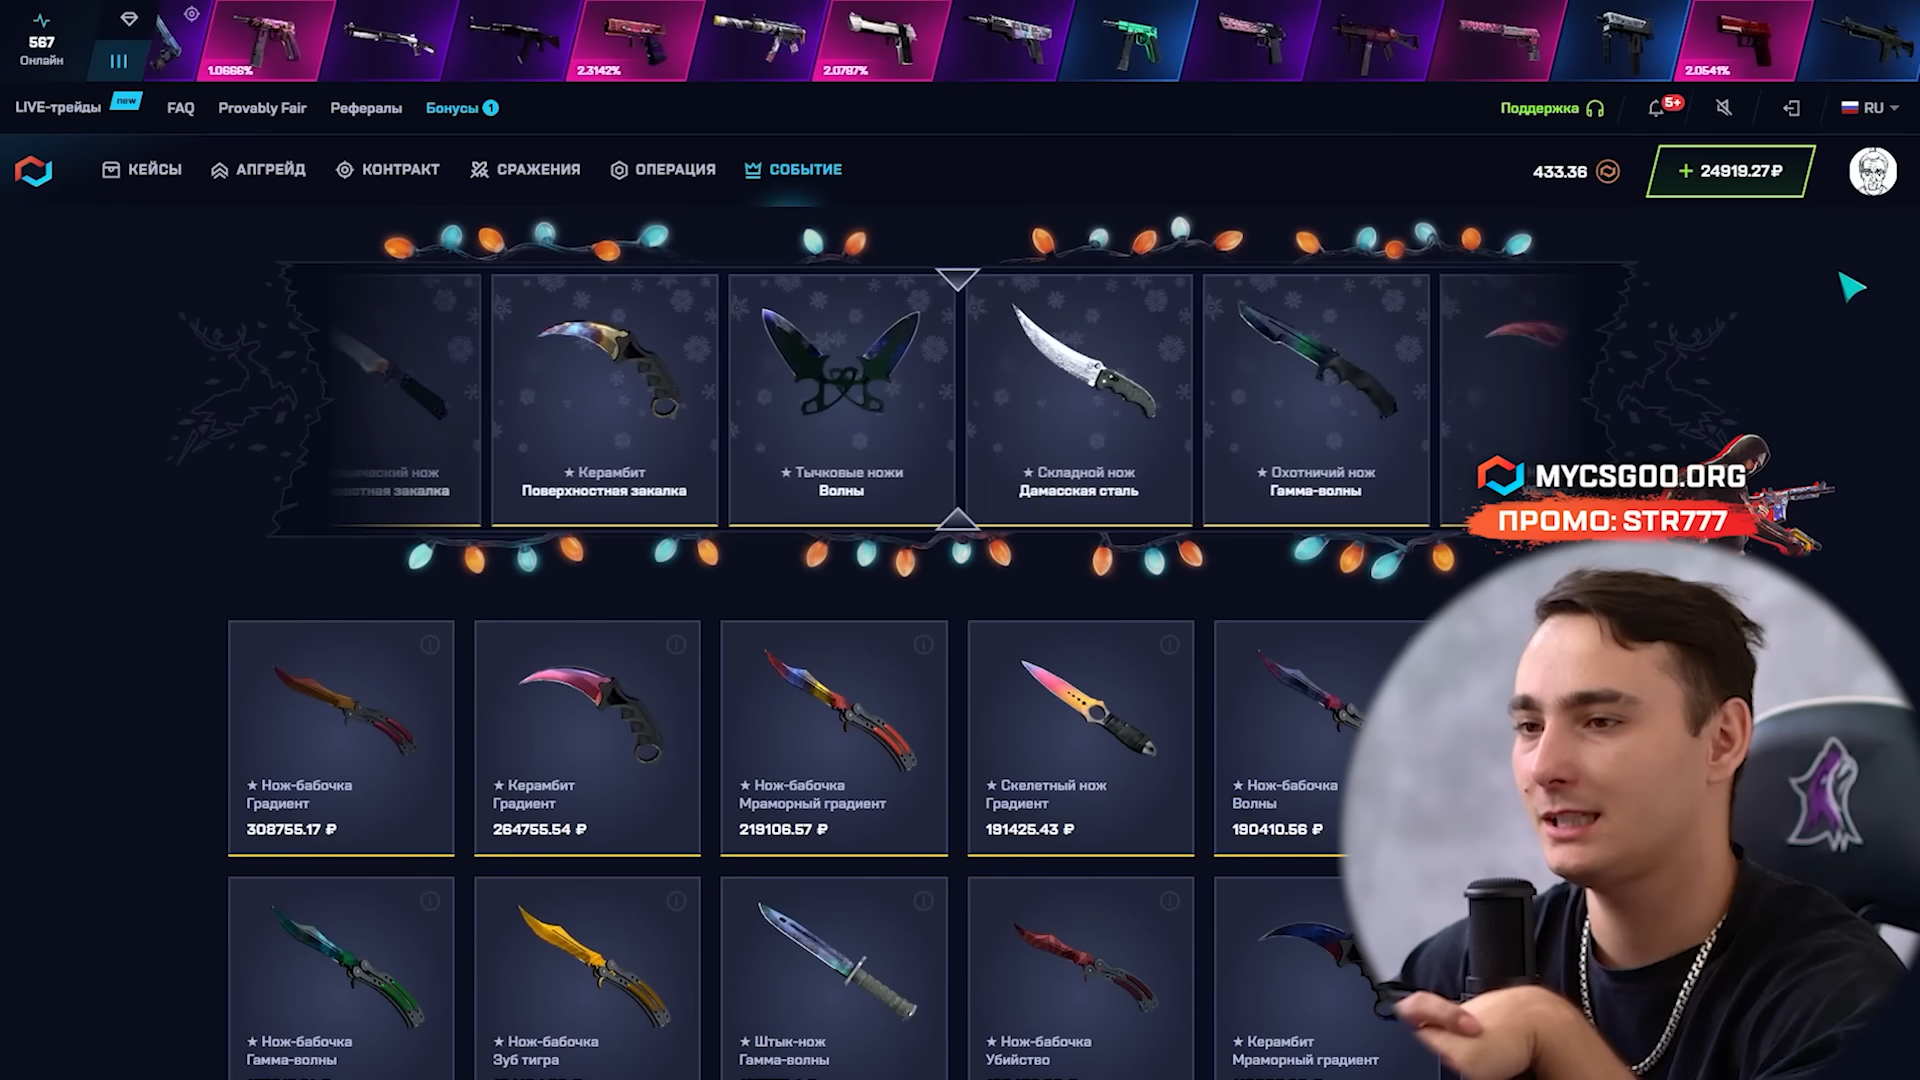 567
Онлайн
1.0666%
2.3142%
2.0787%
2.0541%
LIVE-трейды
new
FAQ
Provably Fair
Рефералы
Бонусы 1
Поддержка
5+
RU
КЕЙСЫ
АПГРЕЙД
КОНТРАКТ
СРАЖЕНИЯ
ОПЕРАЦИЯ
СОБЫТИЕ
433.36
+ 24919.27 ₽
нож
закалка
★ Керамбит
Поверхностная закалка
★ Тычковые ножи
Волны
★ Складной нож
Дамасская сталь
★ Охотничий нож
Гамма-волны
MYCSGOO.ORG
ПРОМО: STR777
★ Нож-бабочка
Градиент
308755.17 ₽
★ Керамбит
Градиент
264755.54 ₽
★ Нож-бабочка
Мраморный градиент
219106.57 ₽
★ Скелетный нож
Градиент
191425.43 ₽
★ Нож-бабочка
Волны
190410.56 ₽
★ Нож-бабочка
Гамма-волны
★ Нож-бабочка
Зуб тигра
★ Штык-нож
Гамма-волны
★ Нож-бабочка
Убийство
★ Керамбит
Мраморный градиент